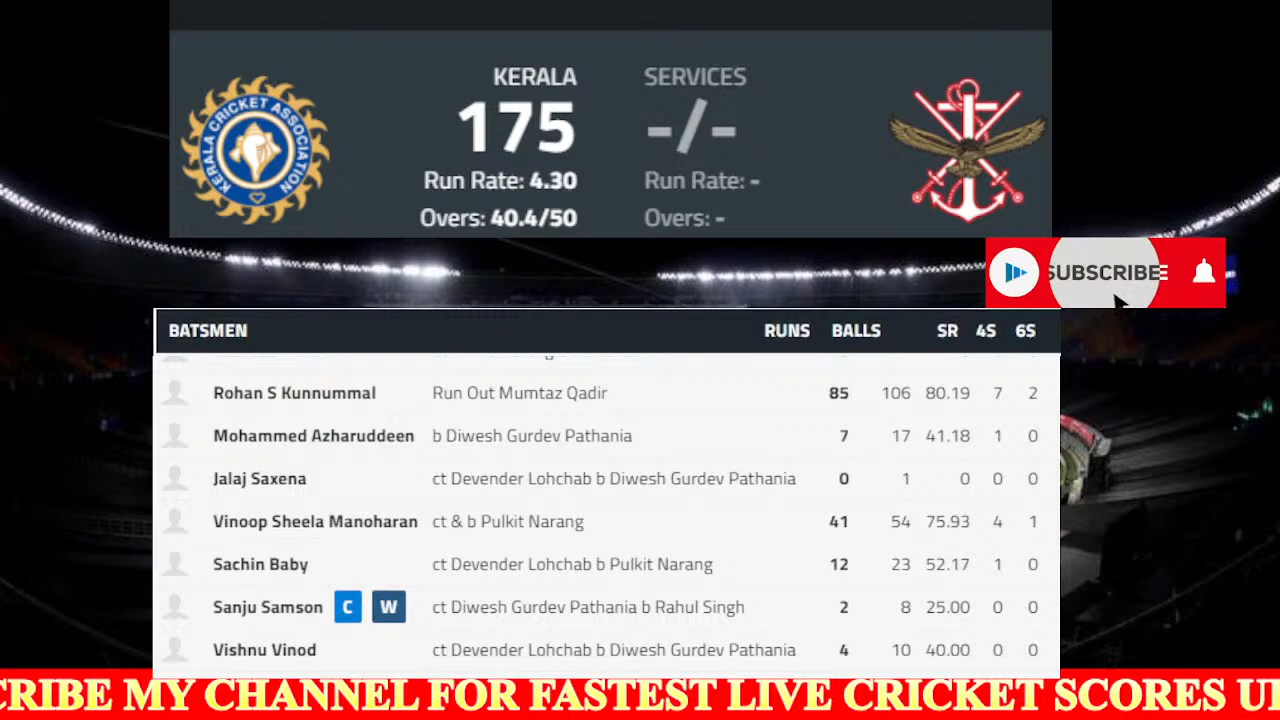 KERALA CRICKET ASSOCIATION
KERALA SERVICES
175 -/-
Run Rate: 4.30 Run Rate: -
Overs: 40.4/50 Overs: -
SUBSCRIBE
BATSMEN RUNS BALLS SR 4S 6S
Rohan S Kunnummal Run Out Mumtaz Qadir 85 106 80.19 7 2
Mohammed Azharuddeen b Diwesh Gurdev Pathania 7 17 41.18 1 0
Jalaj Saxena ct Devender Lohchab b Diwesh Gurdev Pathania 0 1 0 0 0
Vinoop Sheela Manoharan ct & b Pulkit Narang 41 54 75.93 4 1
Sachin Baby ct Devender Lohchab b Pulkit Narang 12 23 52.17 1 0
Sanju Samson C W ct Diwesh Gurdev Pathania b Rahul Singh 2 8 25.00 0 0
Vishnu Vinod ct Devender Lohchab b Diwesh Gurdev Pathania 4 10 40.00 0 0
CRIBE MY CHANNEL FOR FASTEST LIVE CRICKET SCORES U